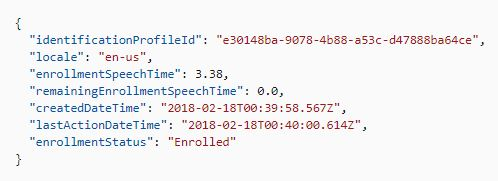 {
"identificationProfileId": "e30148ba-9078-4b88-a53c-d47888ba64ce",
"locale": "en-us",
"enrollmentSpeechTime": 3.38,
"remainingEnrollmentSpeechTime": 0.0,
"createdDateTime": "2018-02-18T00:39:58.567Z",
"lastActionDateTime": "2018-02-18T00:40:00.614Z",
"enrollmentStatus": "Enrolled"
}